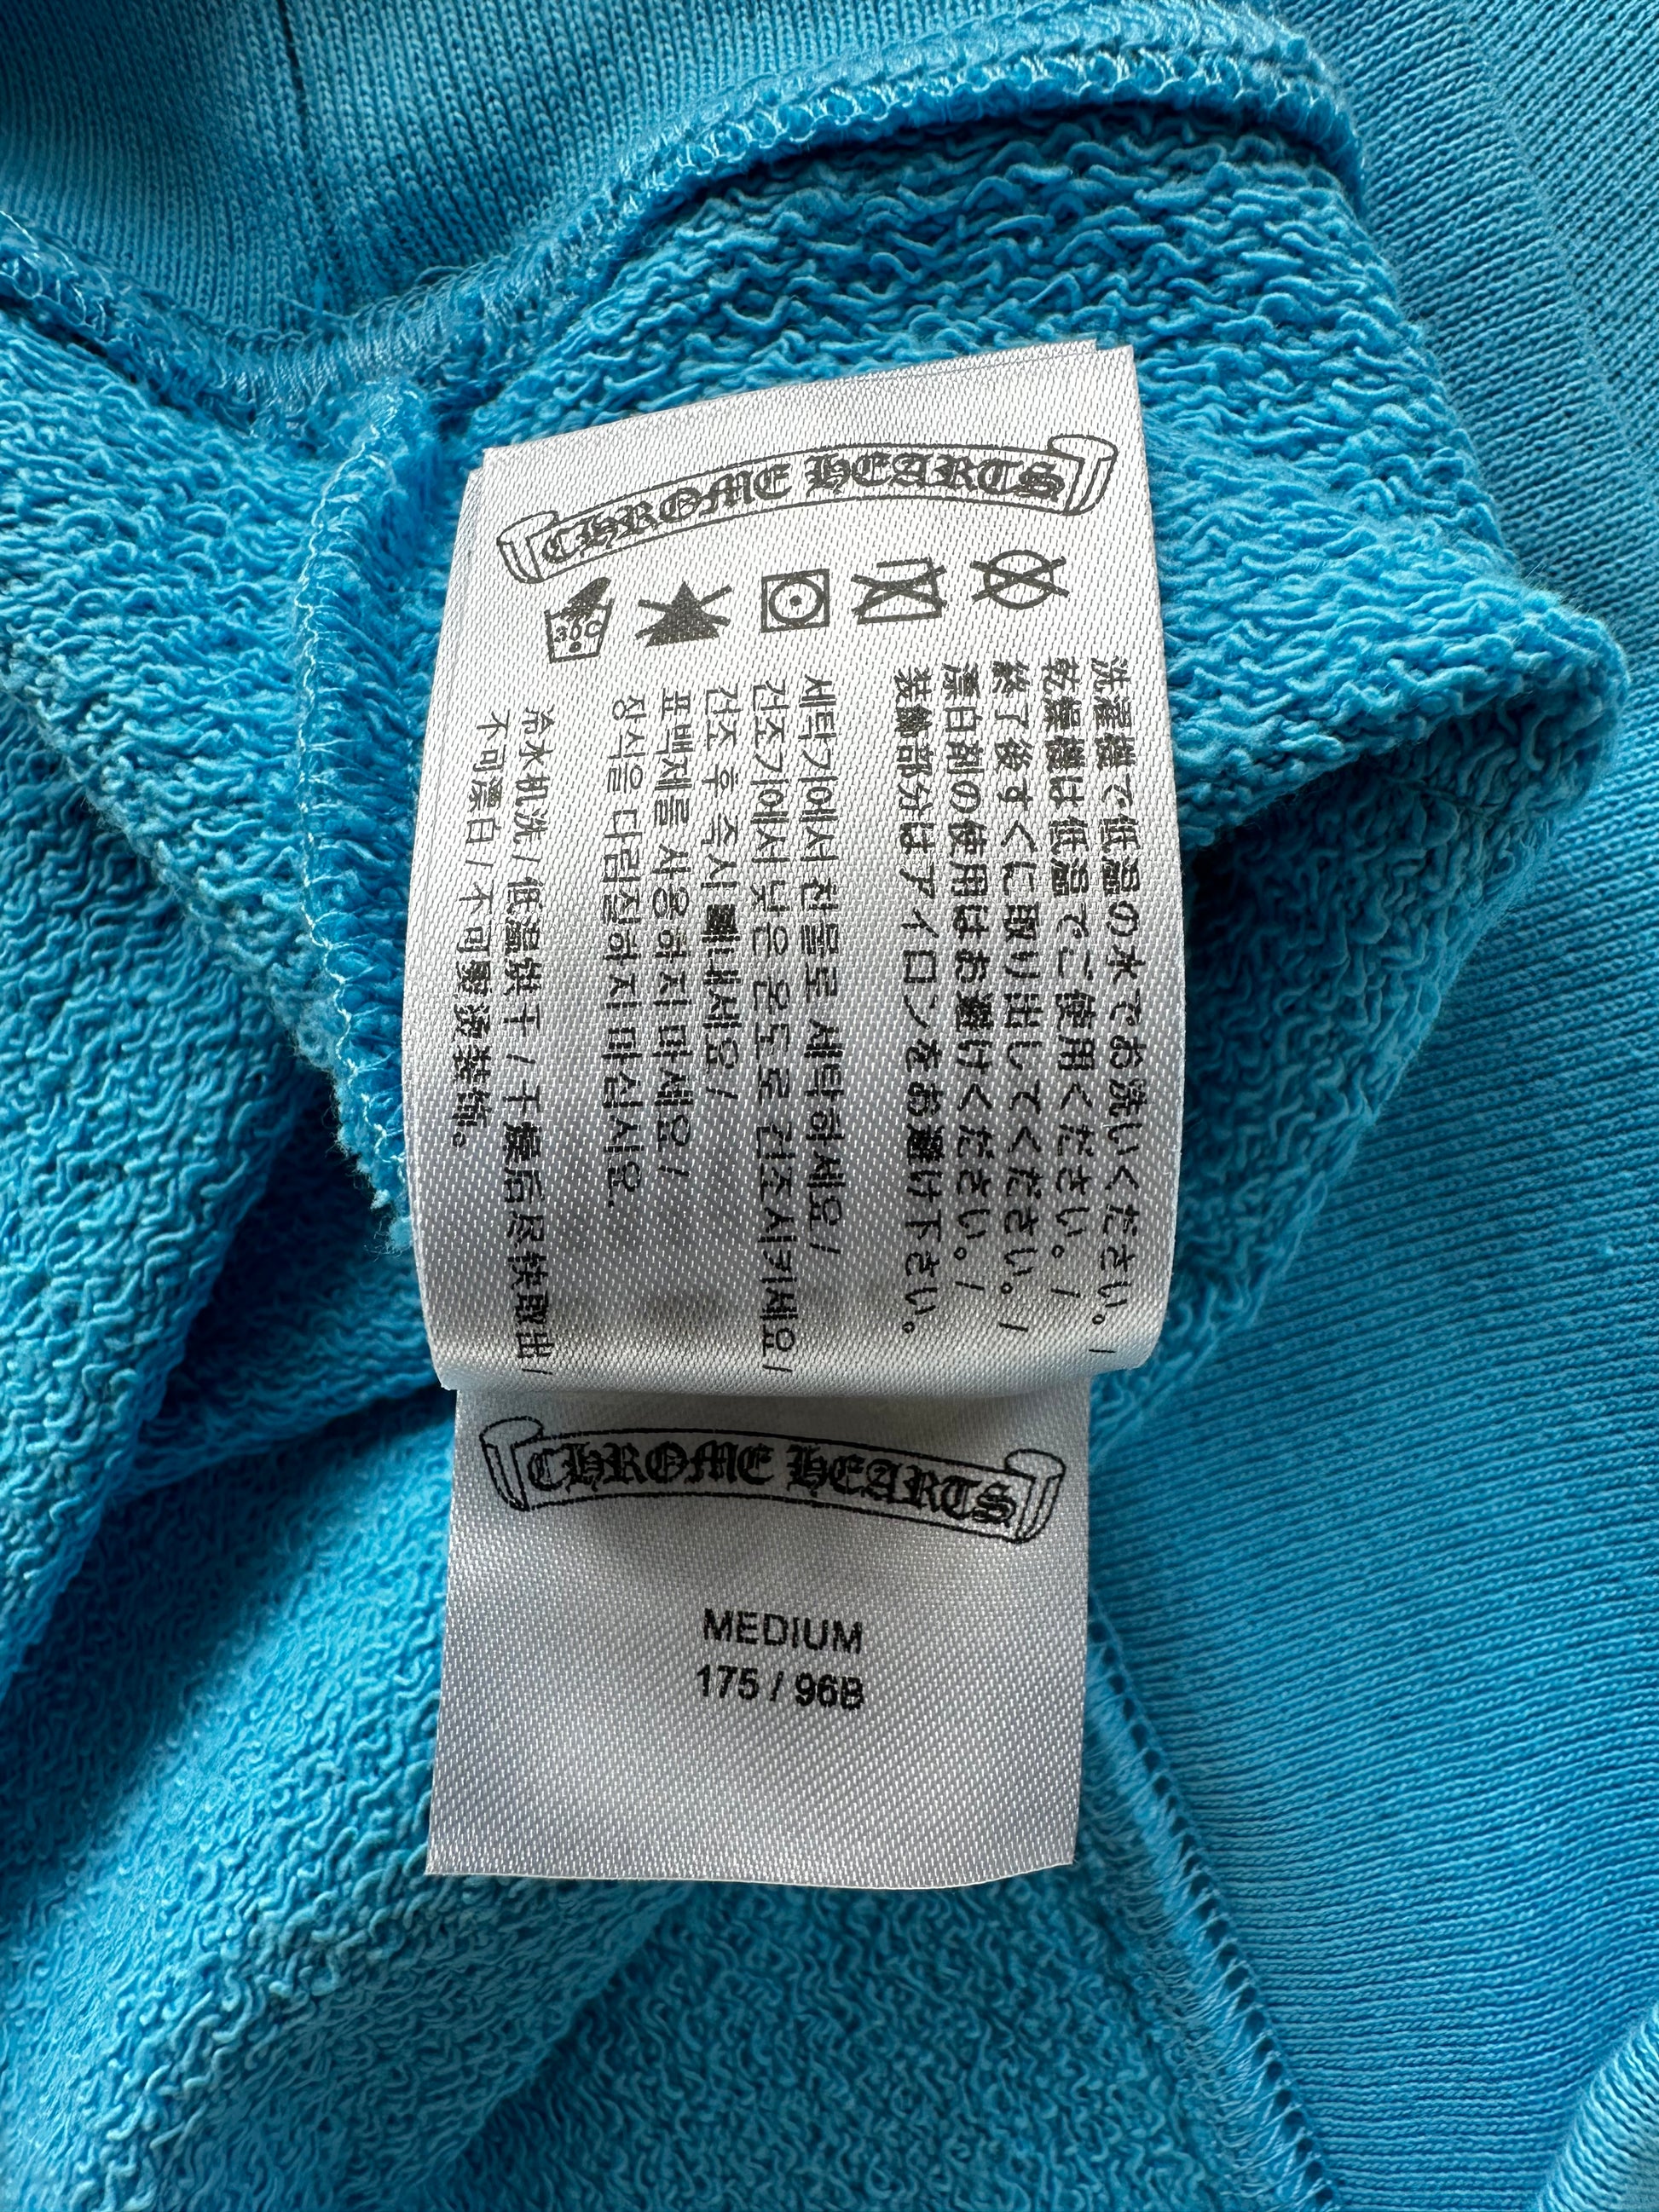 CHROME HEARTS
30°C
洗濯機で低温の水でお洗いください。/
乾燥機は低温でご使用ください。/
終了後すぐに取り出してください。/
漂白剤の使用はお避けください。/
装飾部分はアイロンをお避け下さい。
세탁기에서 찬물로 세탁하세요/
건조기에서 낮은 온도로 건조시키세요/
건조 후 즉시 빼내세요/
표백제를 사용하지 마세요/
장식을 다림질하지 마십시요.
冷水机洗/低温烘干/干燥后尽快取出/
不可漂白/不可熨烫装饰。
CHROME HEARTS
MEDIUM
175 / 96B